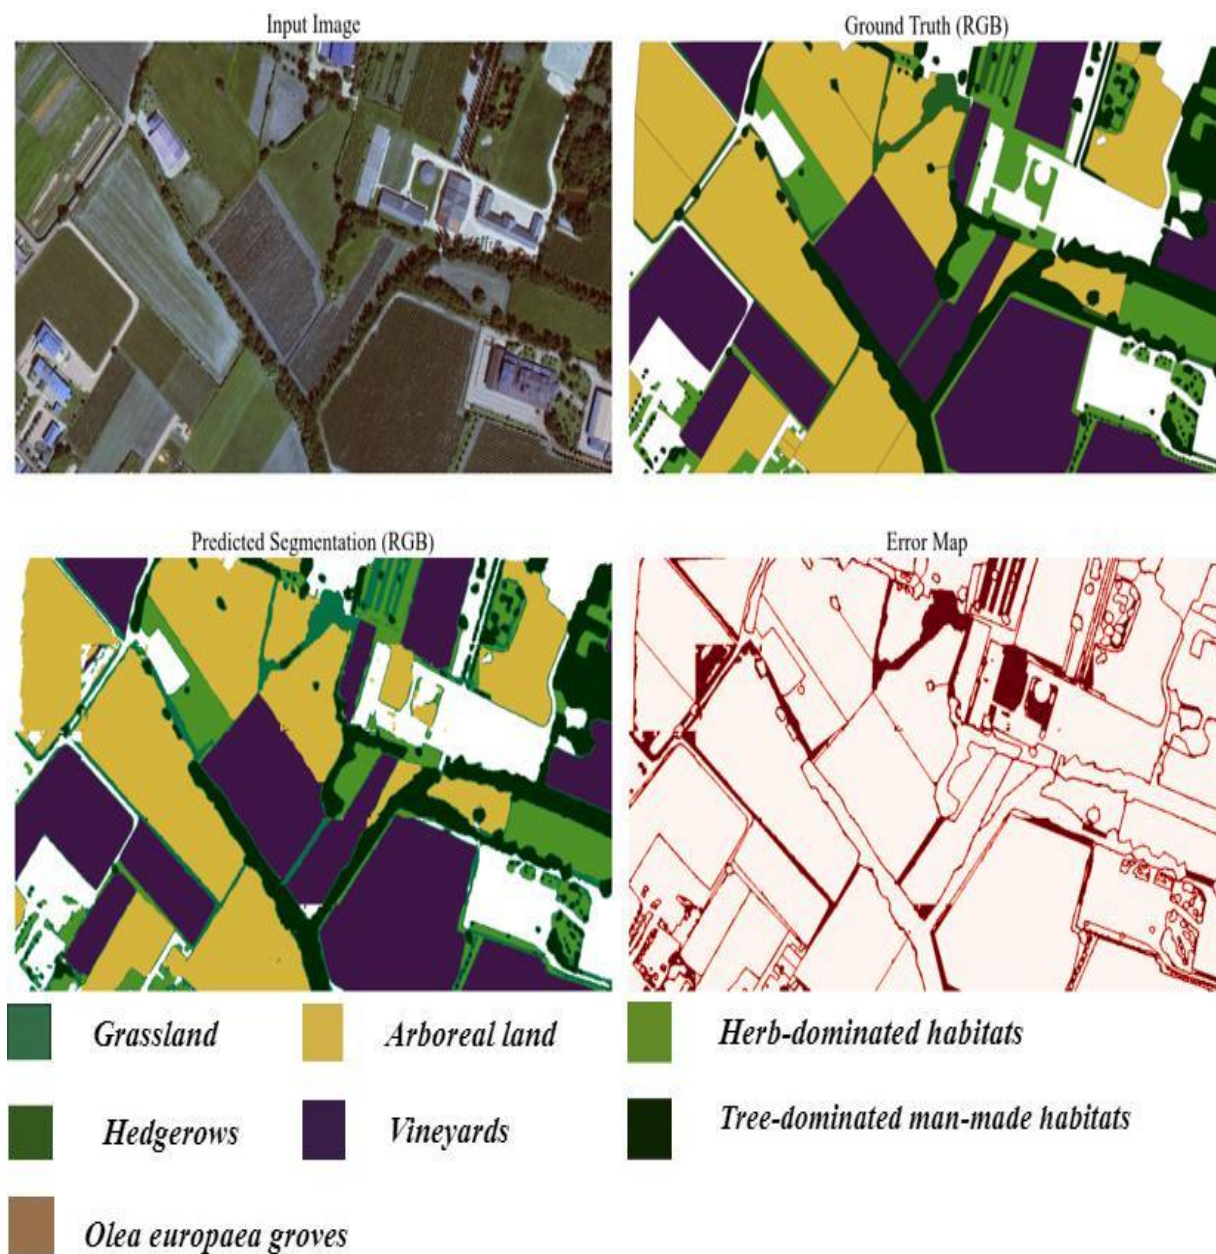 Input Image
Ground Truth (RGB)
Predicted Segmentation (RGB)
Error Map
Grassland
Arboreal land
Herb-dominated habitats
Hedgerows
Vineyards
Tree-dominated man-made habitats
Olea europaea groves